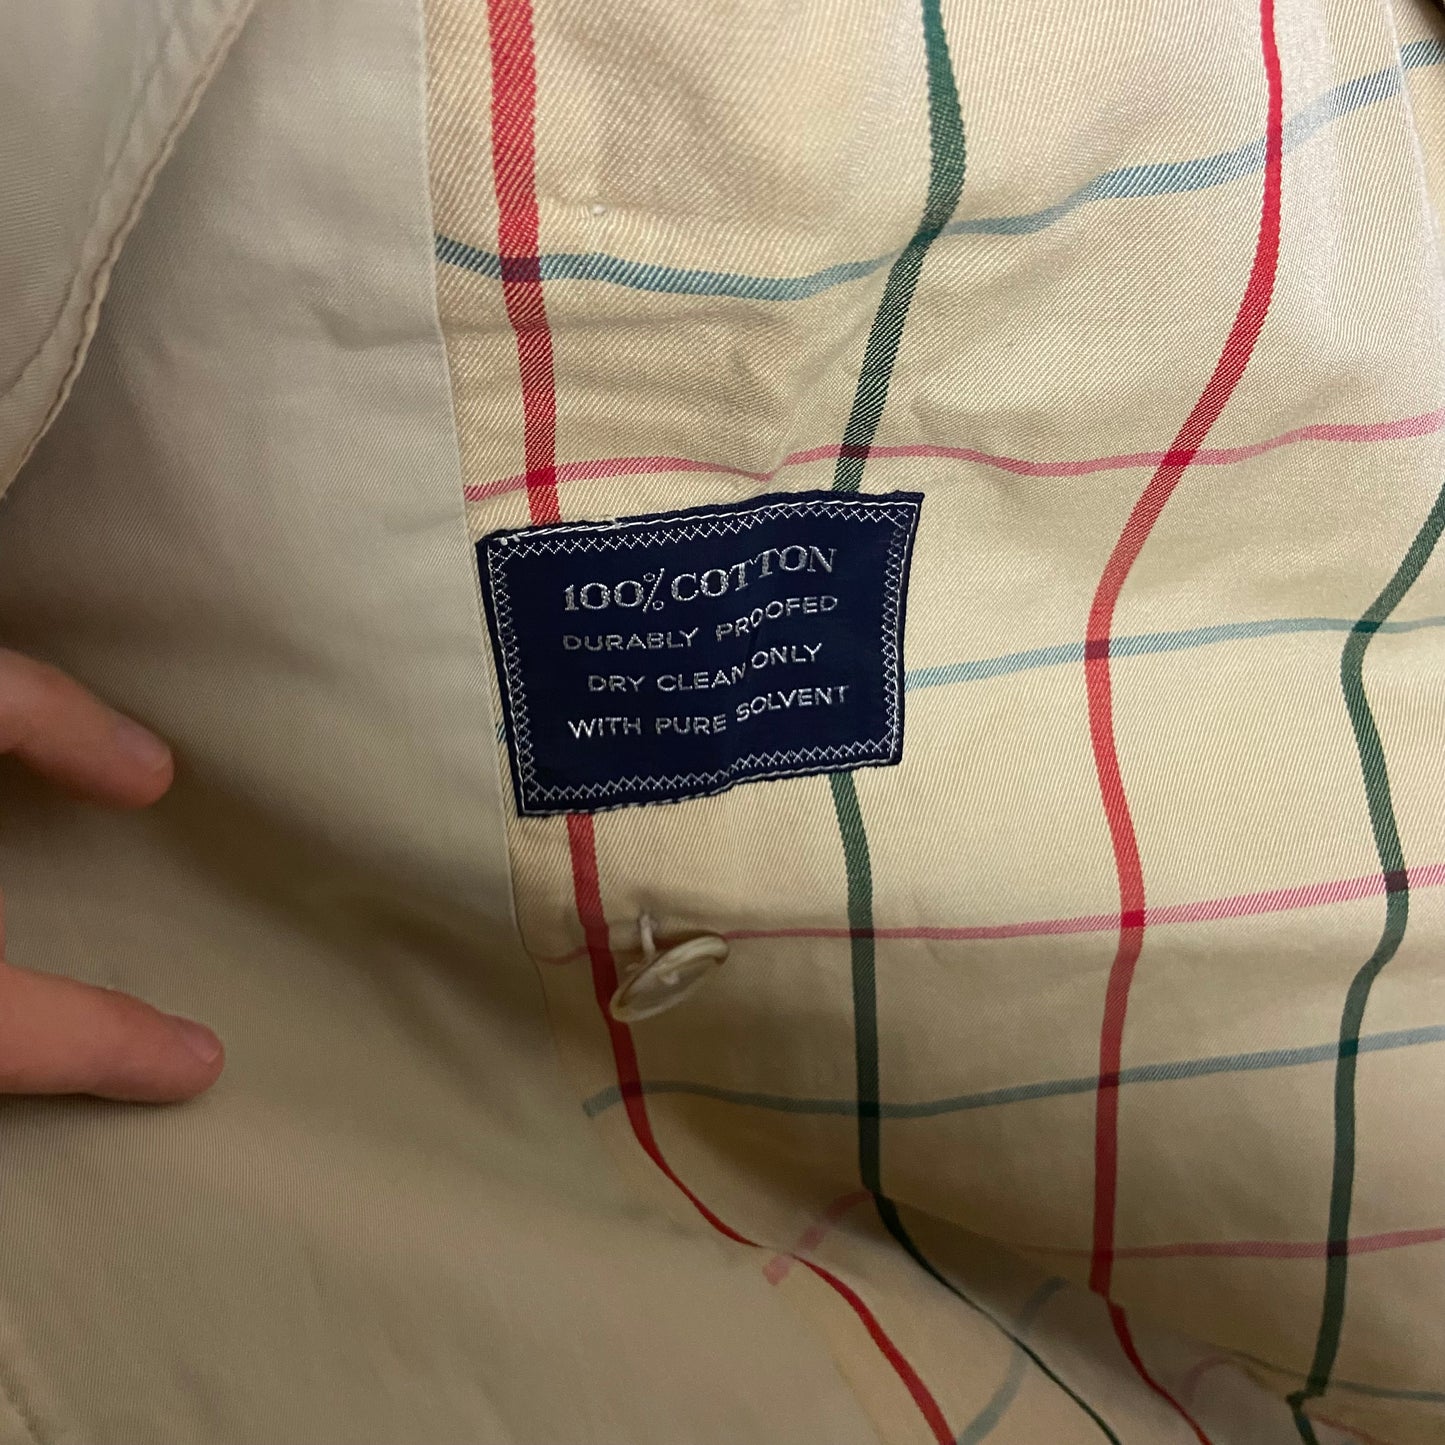 100% COTTON
DURABLY PROOFED
DRY CLEAN ONLY
WITH PURE SOLVENT